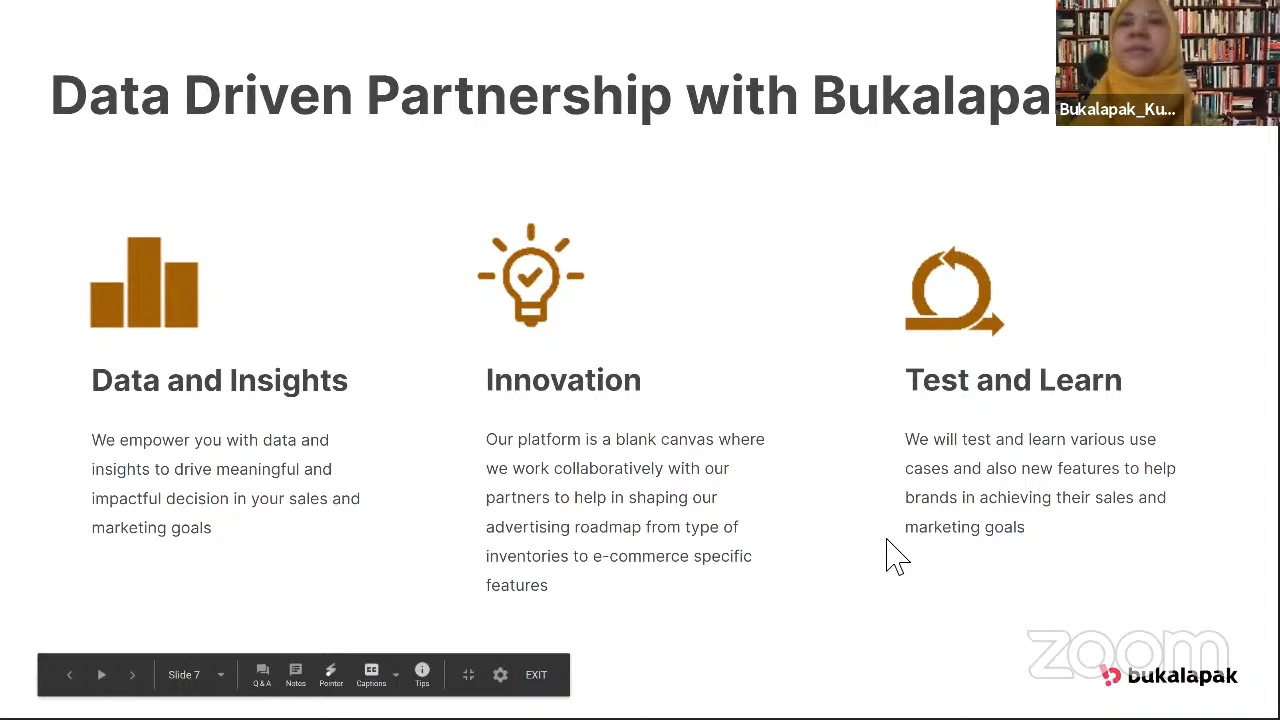 Data Driven Partnership with Bukalapa
Bukalapak_Ku...
Data and Insights
We empower you with data and
insights to drive meaningful and
impactful decision in your sales and
marketing goals
Innovation
Our platform is a blank canvas where
we work collaboratively with our
partners to help in shaping our
advertising roadmap from type of
inventories to e-commerce specific
features
Test and Learn
We will test and learn various use
cases and also new features to help
brands in achieving their sales and
marketing goals
Slide 7
Q & A
Notes
Pointer
CC
Captions
Tips
EXIT
zoom
bukalapak